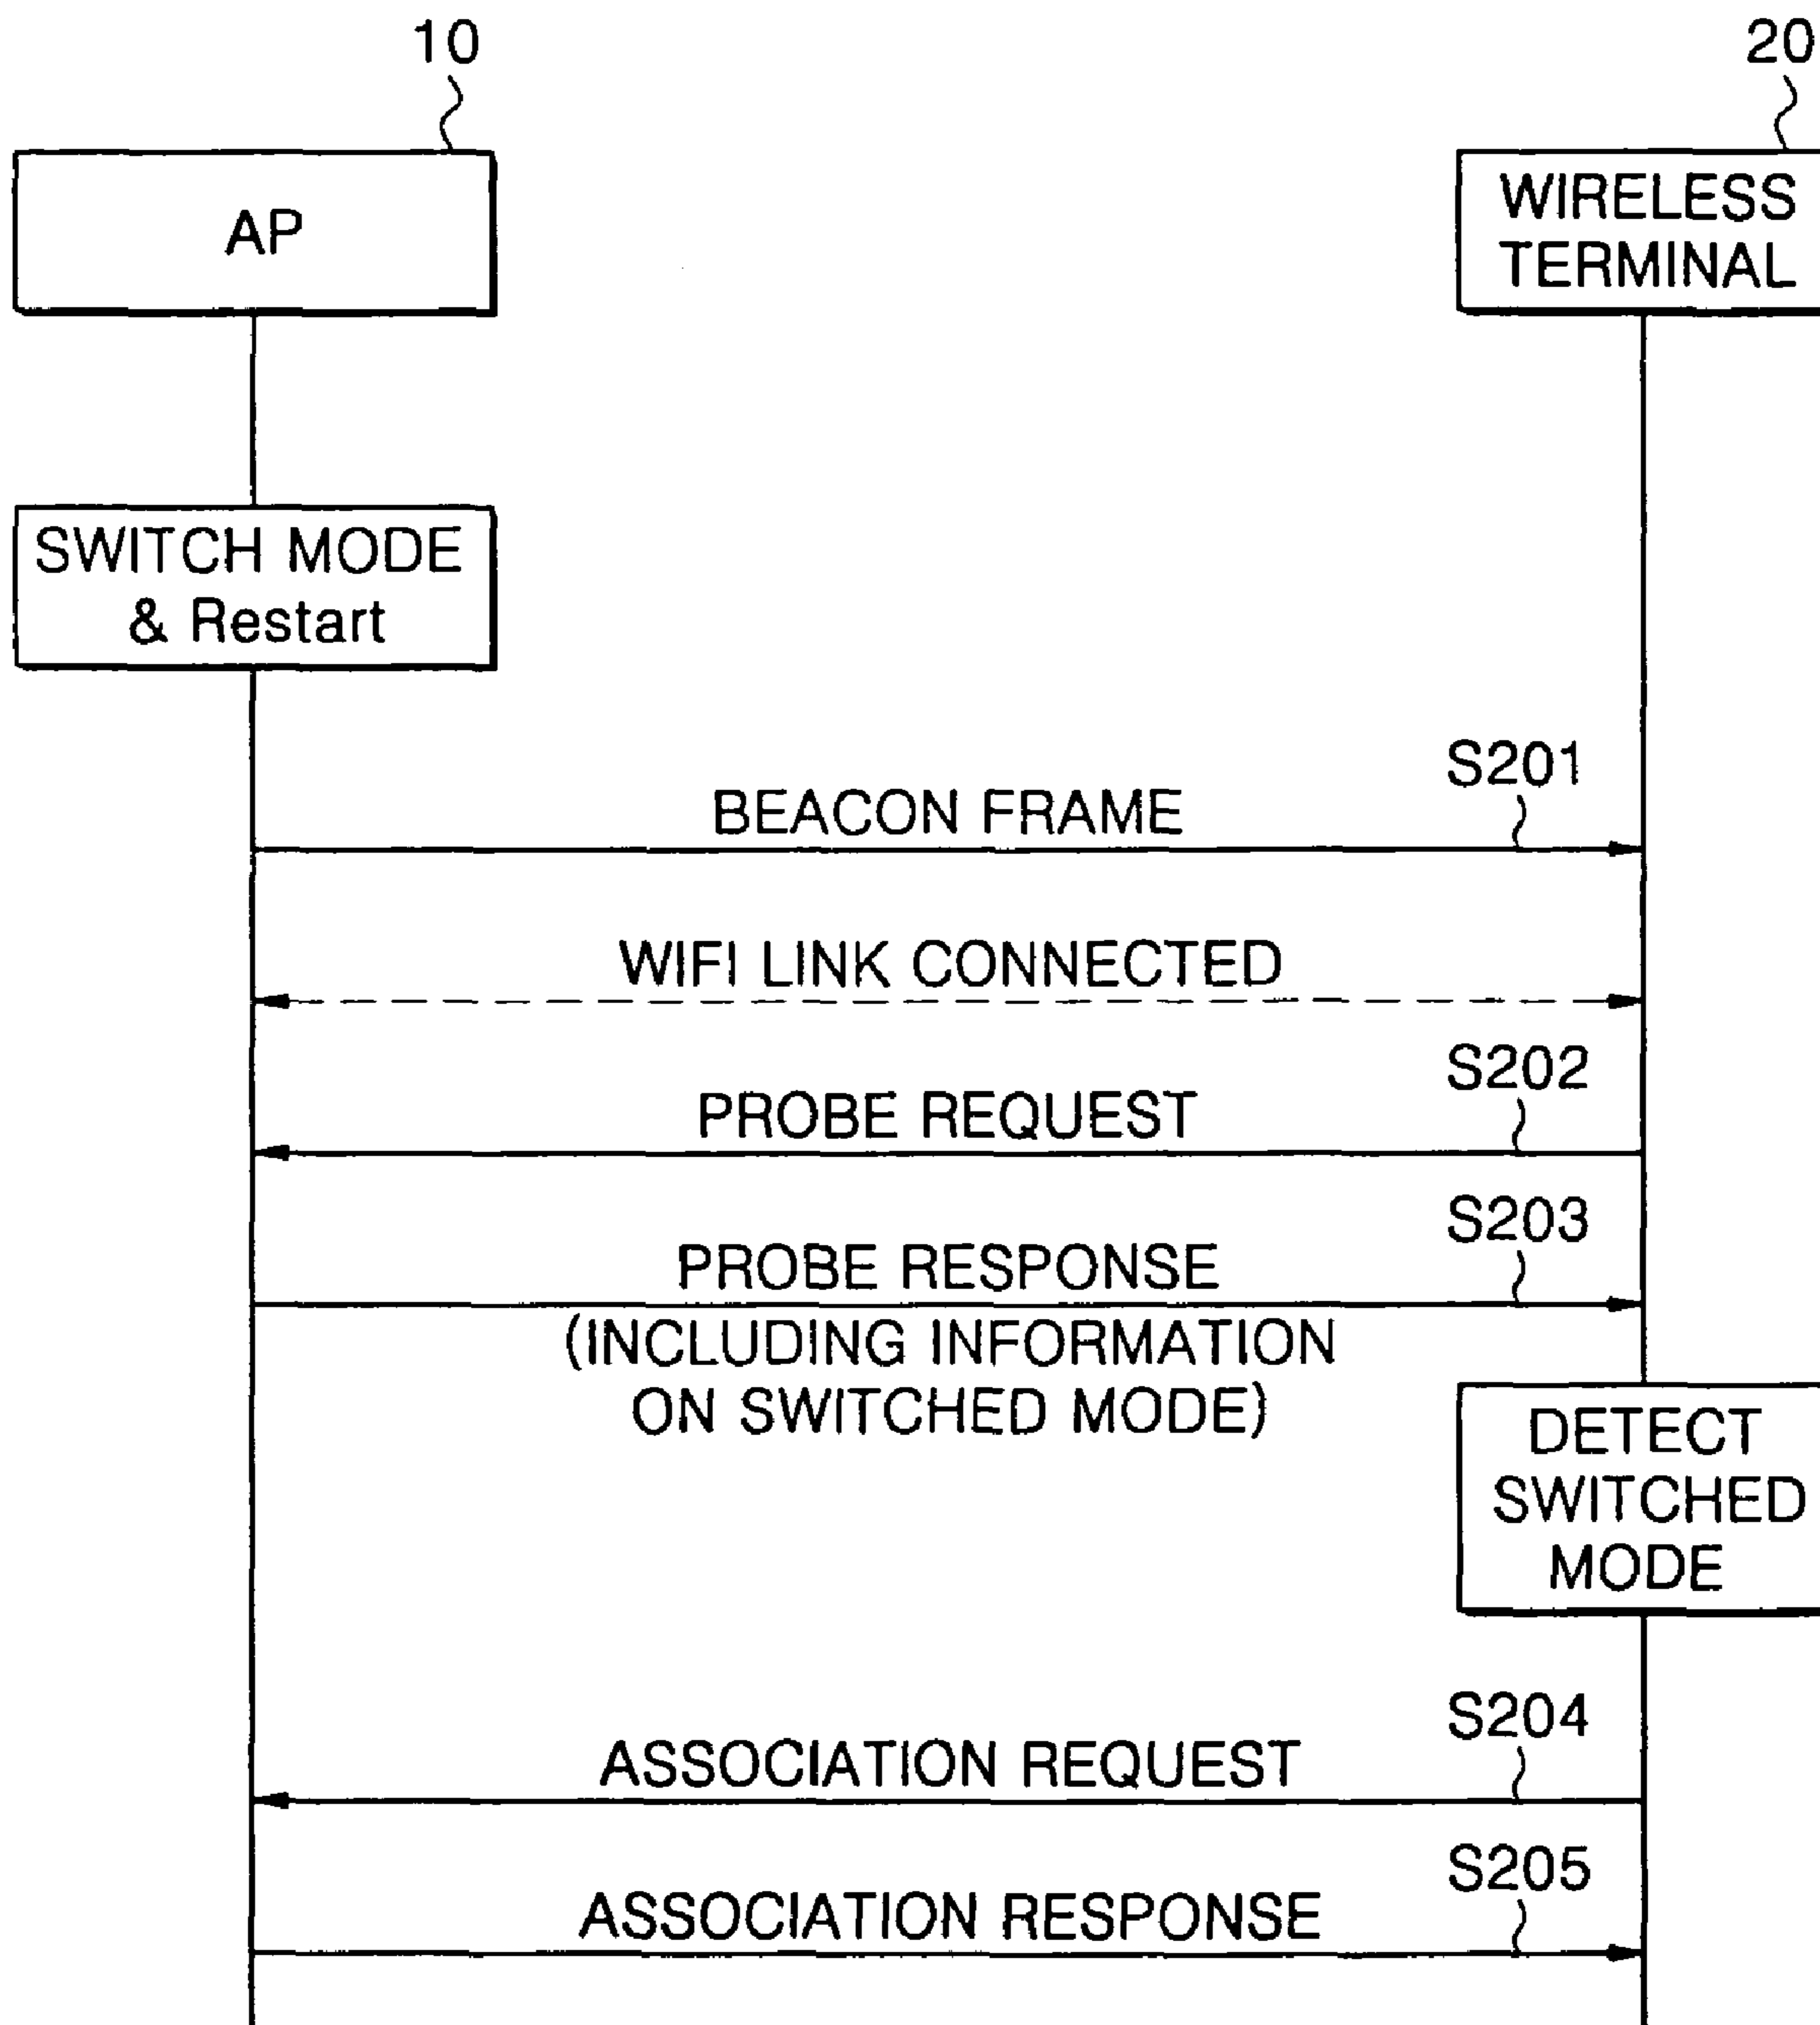 10
20
AP
WIRELESS
TERMINAL
SWITCH MODE
& Restart
S201
BEACON FRAME
WIFI LINK CONNECTED
S202
PROBE REQUEST
S203
PROBE RESPONSE
(INCLUDING INFORMATION
ON SWITCHED MODE)
DETECT
SWITCHED
MODE
S204
ASSOCIATION REQUEST
S205
ASSOCIATION RESPONSE